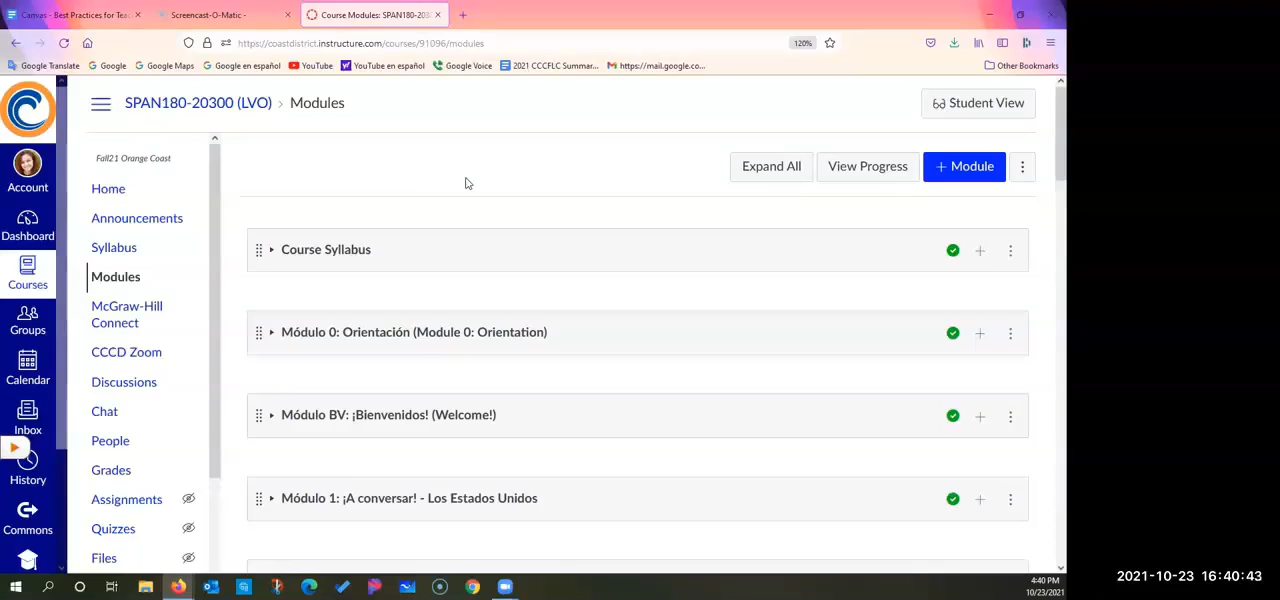 Canvas - Best Practices for Tea
Screencast-O-Matic -
Course Modules: SPAN180-203
https://coastdistrict.instructure.com/courses/91096/modules
120%
Google Translate
Google
Google Maps
Google en español
YouTube
YouTube en español
Google Voice
2021 CCCFLC Summar...
https://mail.google.co...
Other Bookmarks
SPAN180-20300 (LVO) › Modules
Student View
Account
Dashboard
Courses
Groups
Calendar
Inbox
History
Commons
Fall21 Orange Coast
Home
Announcements
Syllabus
Modules
McGraw-Hill
Connect
CCCD Zoom
Discussions
Chat
People
Grades
Assignments
Quizzes
Files
Expand All
View Progress
+ Module
Course Syllabus
Módulo 0: Orientación (Module 0: Orientation)
Módulo BV: ¡Bienvenidos! (Welcome!)
Módulo 1: ¡A conversar! - Los Estados Unidos
4:40 PM
10/23/2021
2021-10-23 16:40:43